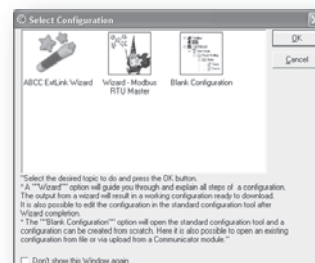 Select Configuration
OK
Cancel
ABCC ExtLink Wizard
Wizard - Modbus
RTU Master
Blank Configuration
"Select the desired topic to do and press the OK button.
* A ""Wizard"" option will guide you through and explain all steps of a configuration.
The output from a wizard will result in a working configuration ready to download.
It is also possible to edit the configuration in the standard configuration tool after
Wizard completion.
* The ""Blank Configuration"" option will open the standard configuration tool and a
configuration can be created from scratch. Here it is also possible to open an existing
configuration from file or via upload from a Communicator module."
Don't show this Window again